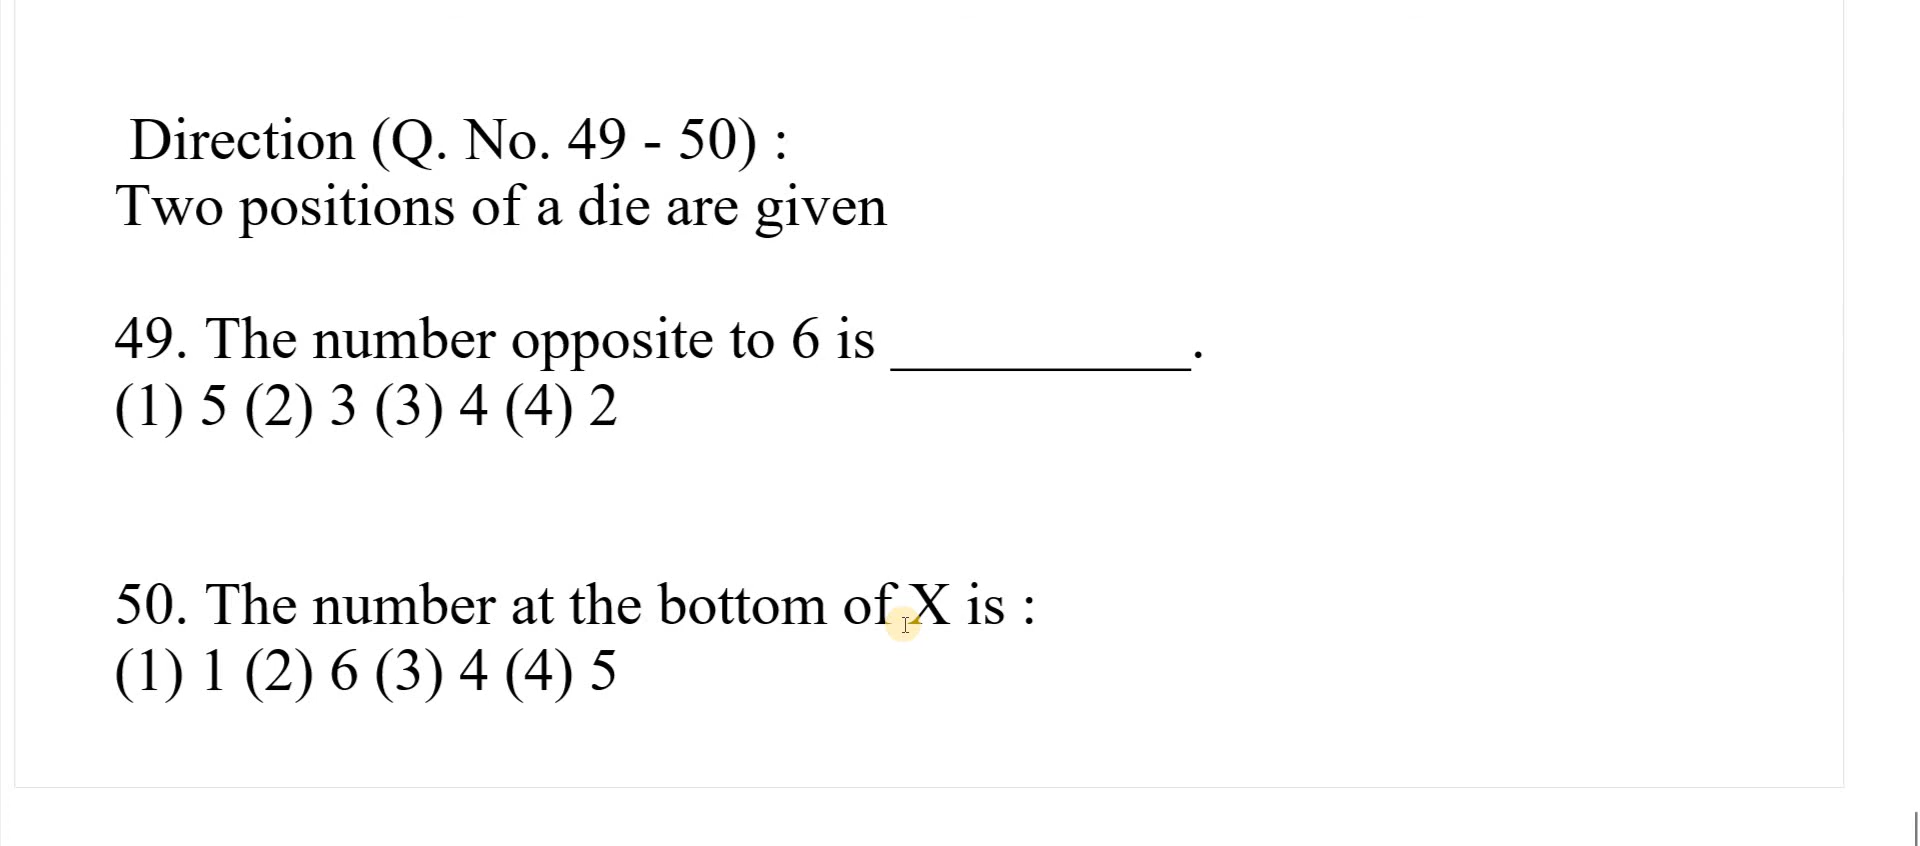 Direction (Q. No. 49 - 50) :
Two positions of a die are given
49. The number opposite to 6 is __________.
(1) 5 (2) 3 (3) 4 (4) 2
50. The number at the bottom of X is :
(1) 1 (2) 6 (3) 4 (4) 5